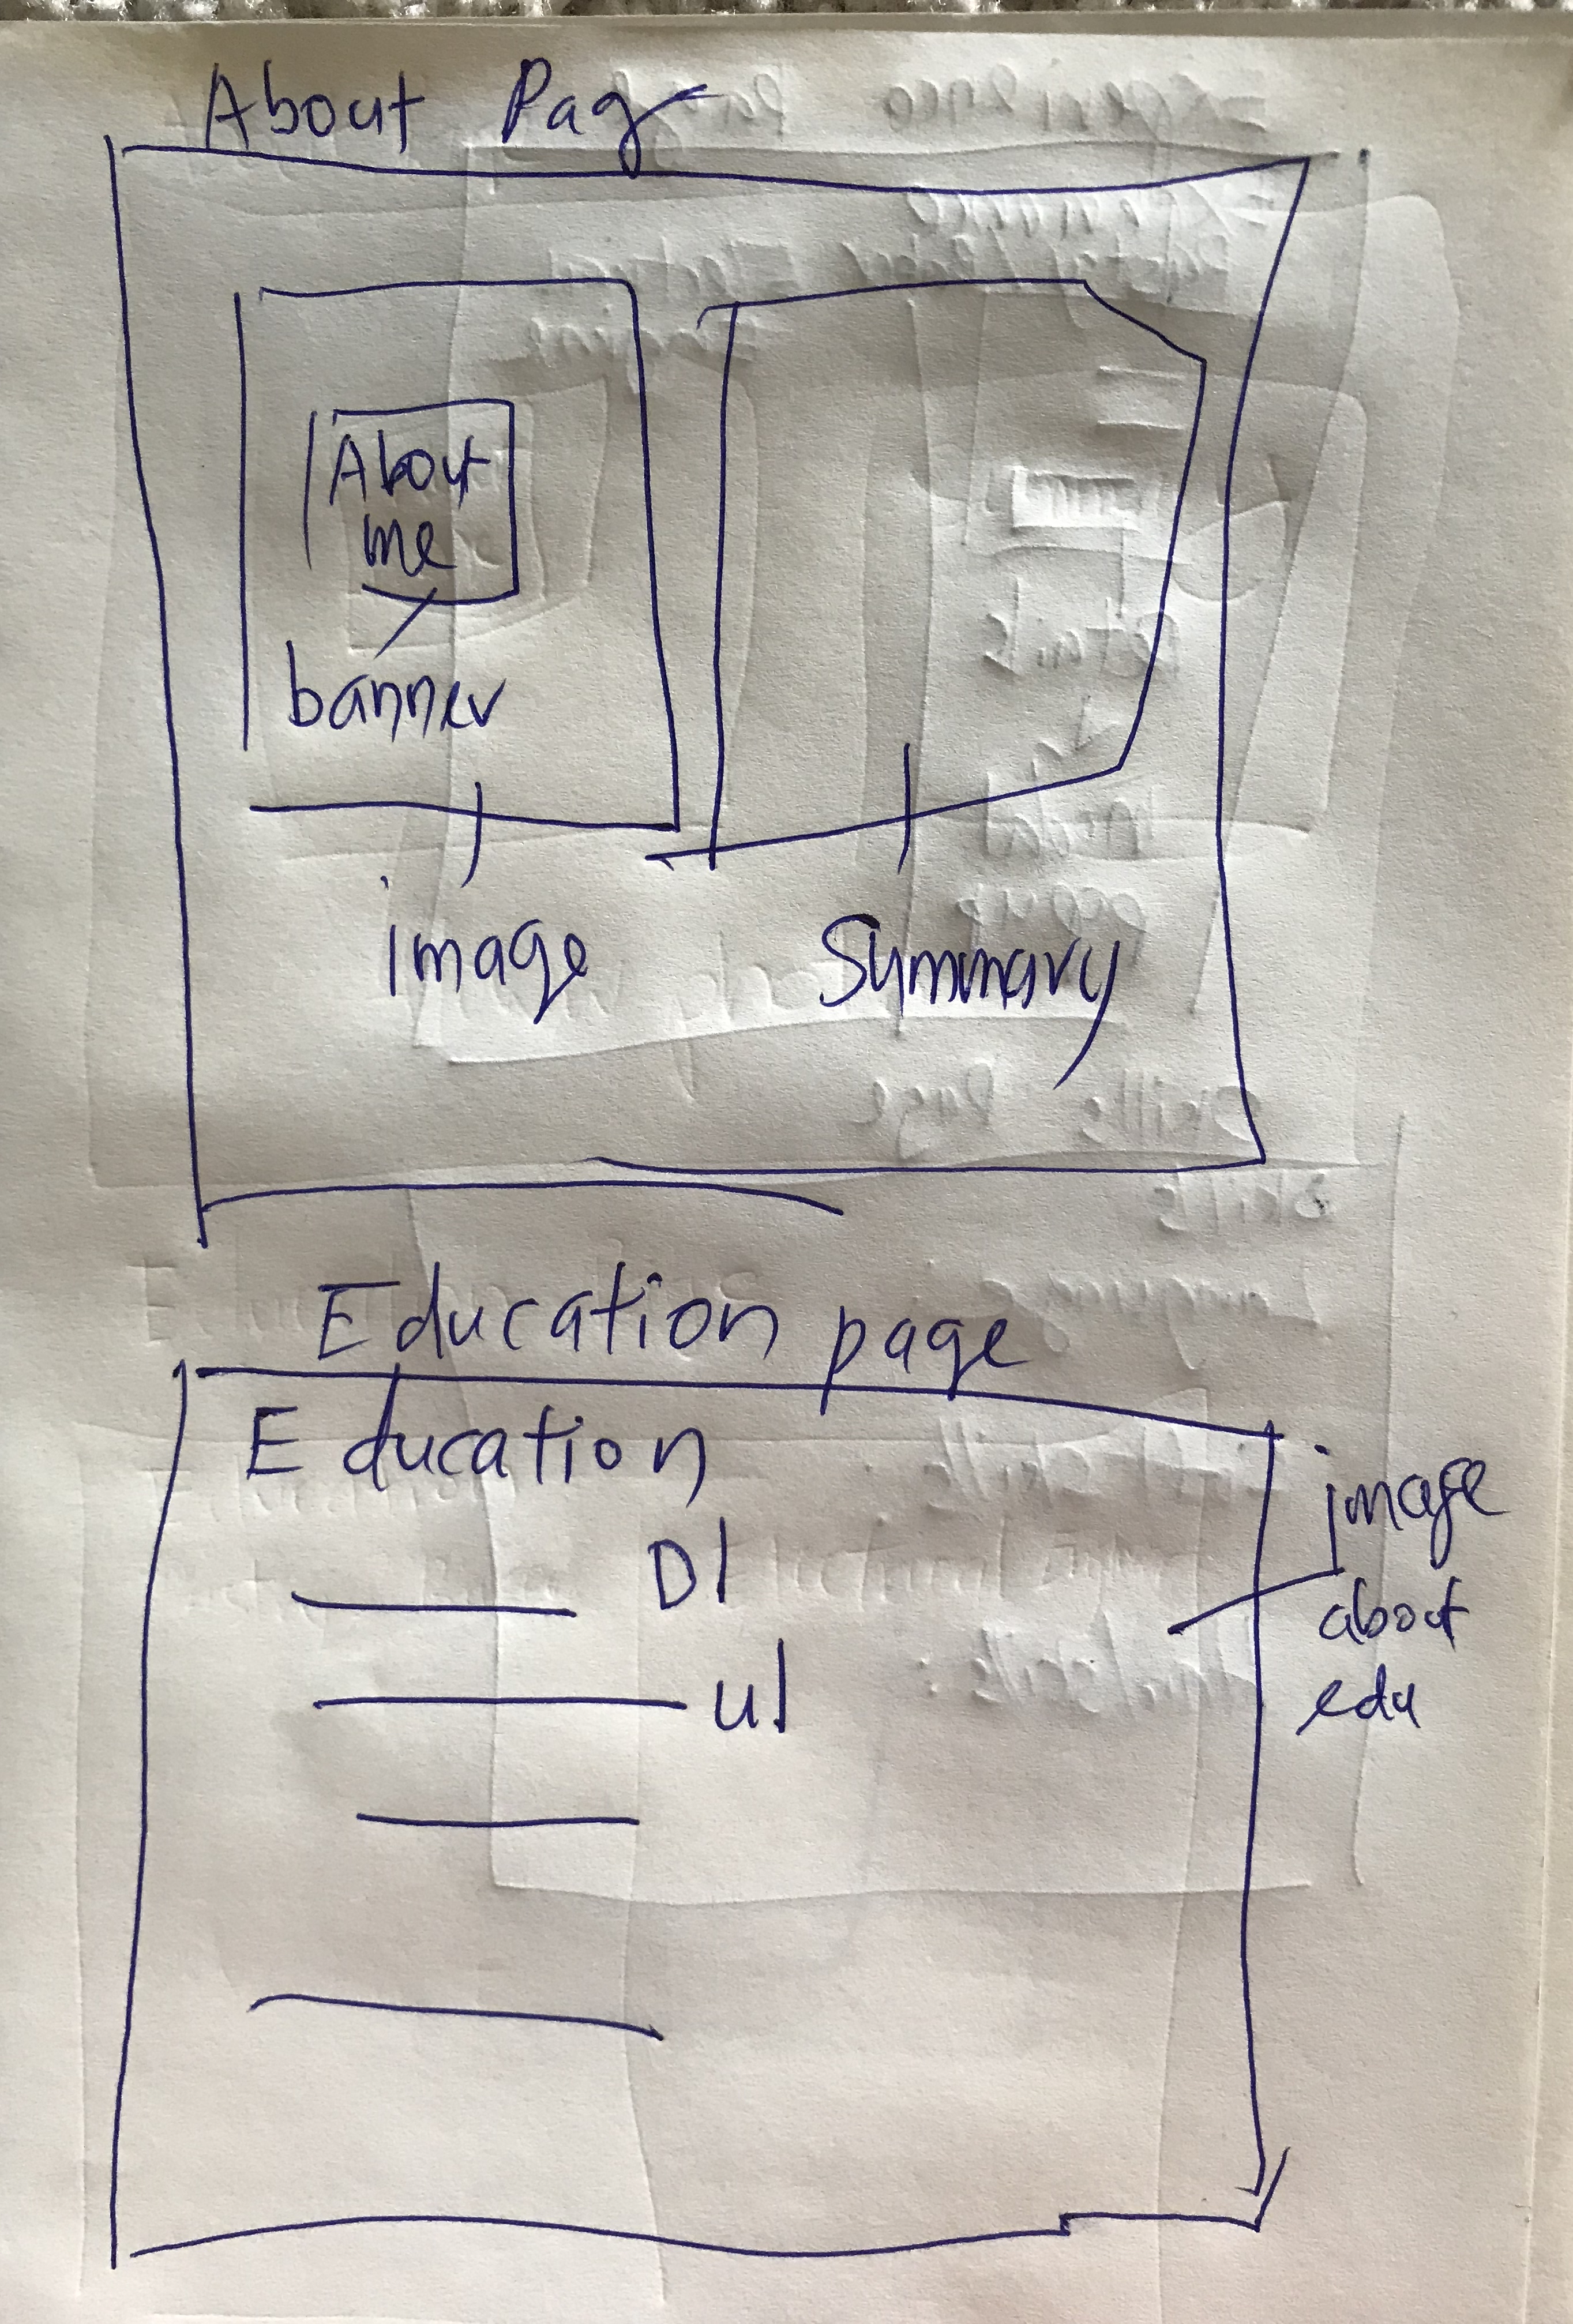 About Page
About
me
banner
image
Summary
Education page
Education
Dl
ul
image
about
edu